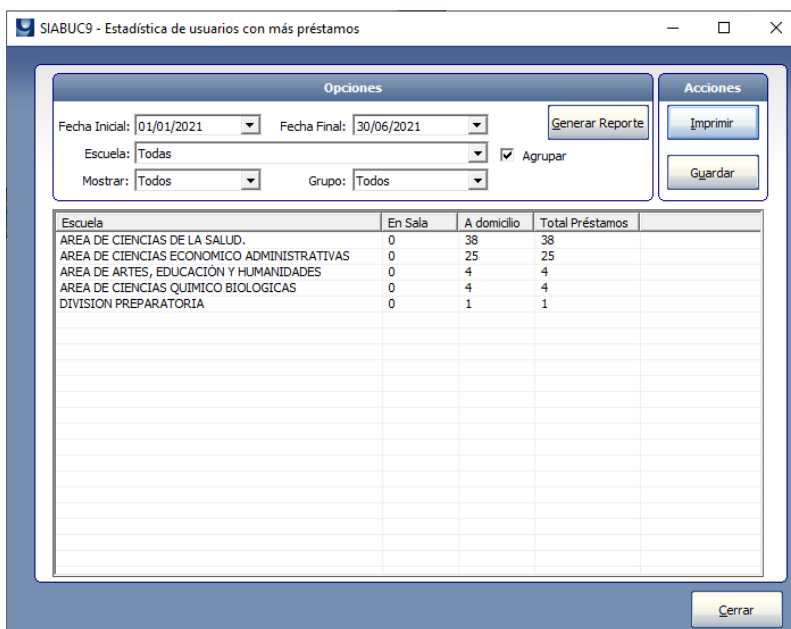 SIABUC9 - Estadística de usuarios con más préstamos
Opciones
Acciones
Fecha Inicial: 01/01/2021 Fecha Final: 30/06/2021 Generar Reporte Imprimir
Escuela: Todas Agrupar
Mostrar: Todos Grupo: Todos Guardar
Escuela En Sala A domicilio Total Préstamos
AREA DE CIENCIAS DE LA SALUD. 0 38 38
AREA DE CIENCIAS ECONOMICO ADMINISTRATIVAS 0 25 25
AREA DE ARTES, EDUCACIÓN Y HUMANIDADES 0 4 4
AREA DE CIENCIAS QUIMICO BIOLOGICAS 0 4 4
DIVISION PREPARATORIA 0 1 1
Cerrar